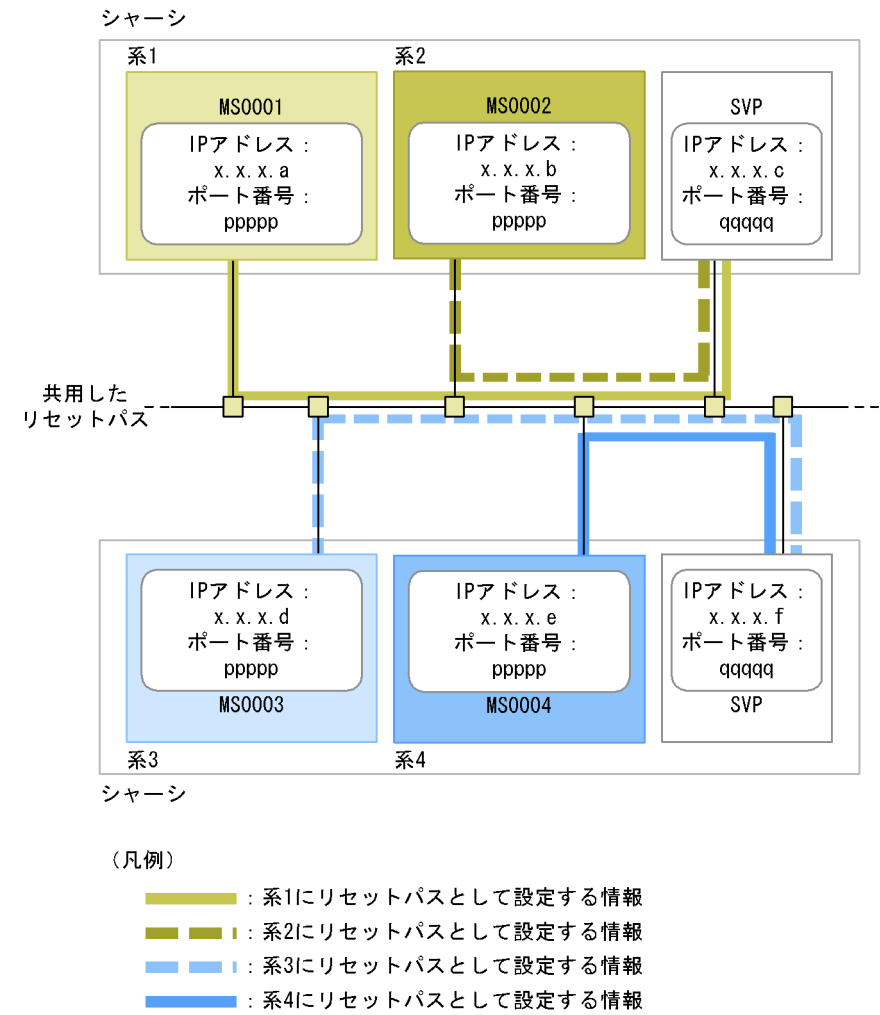 シャーシ
系1
系2
MS0001
MS0002
SVP
IPアドレス：
x.x.x.a
ポート番号：
ppppp
IPアドレス：
x.x.x.b
ポート番号：
ppppp
IPアドレス：
x.x.x.c
ポート番号：
qqqqq
共用した
リセットパス
IPアドレス：
x.x.x.d
ポート番号：
ppppp
IPアドレス：
x.x.x.e
ポート番号：
ppppp
IPアドレス：
x.x.x.f
ポート番号：
qqqqq
MS0003
MS0004
SVP
系3
系4
シャーシ
（凡例）
：系1にリセットパスとして設定する情報
：系2にリセットパスとして設定する情報
：系3にリセットパスとして設定する情報
：系4にリセットパスとして設定する情報